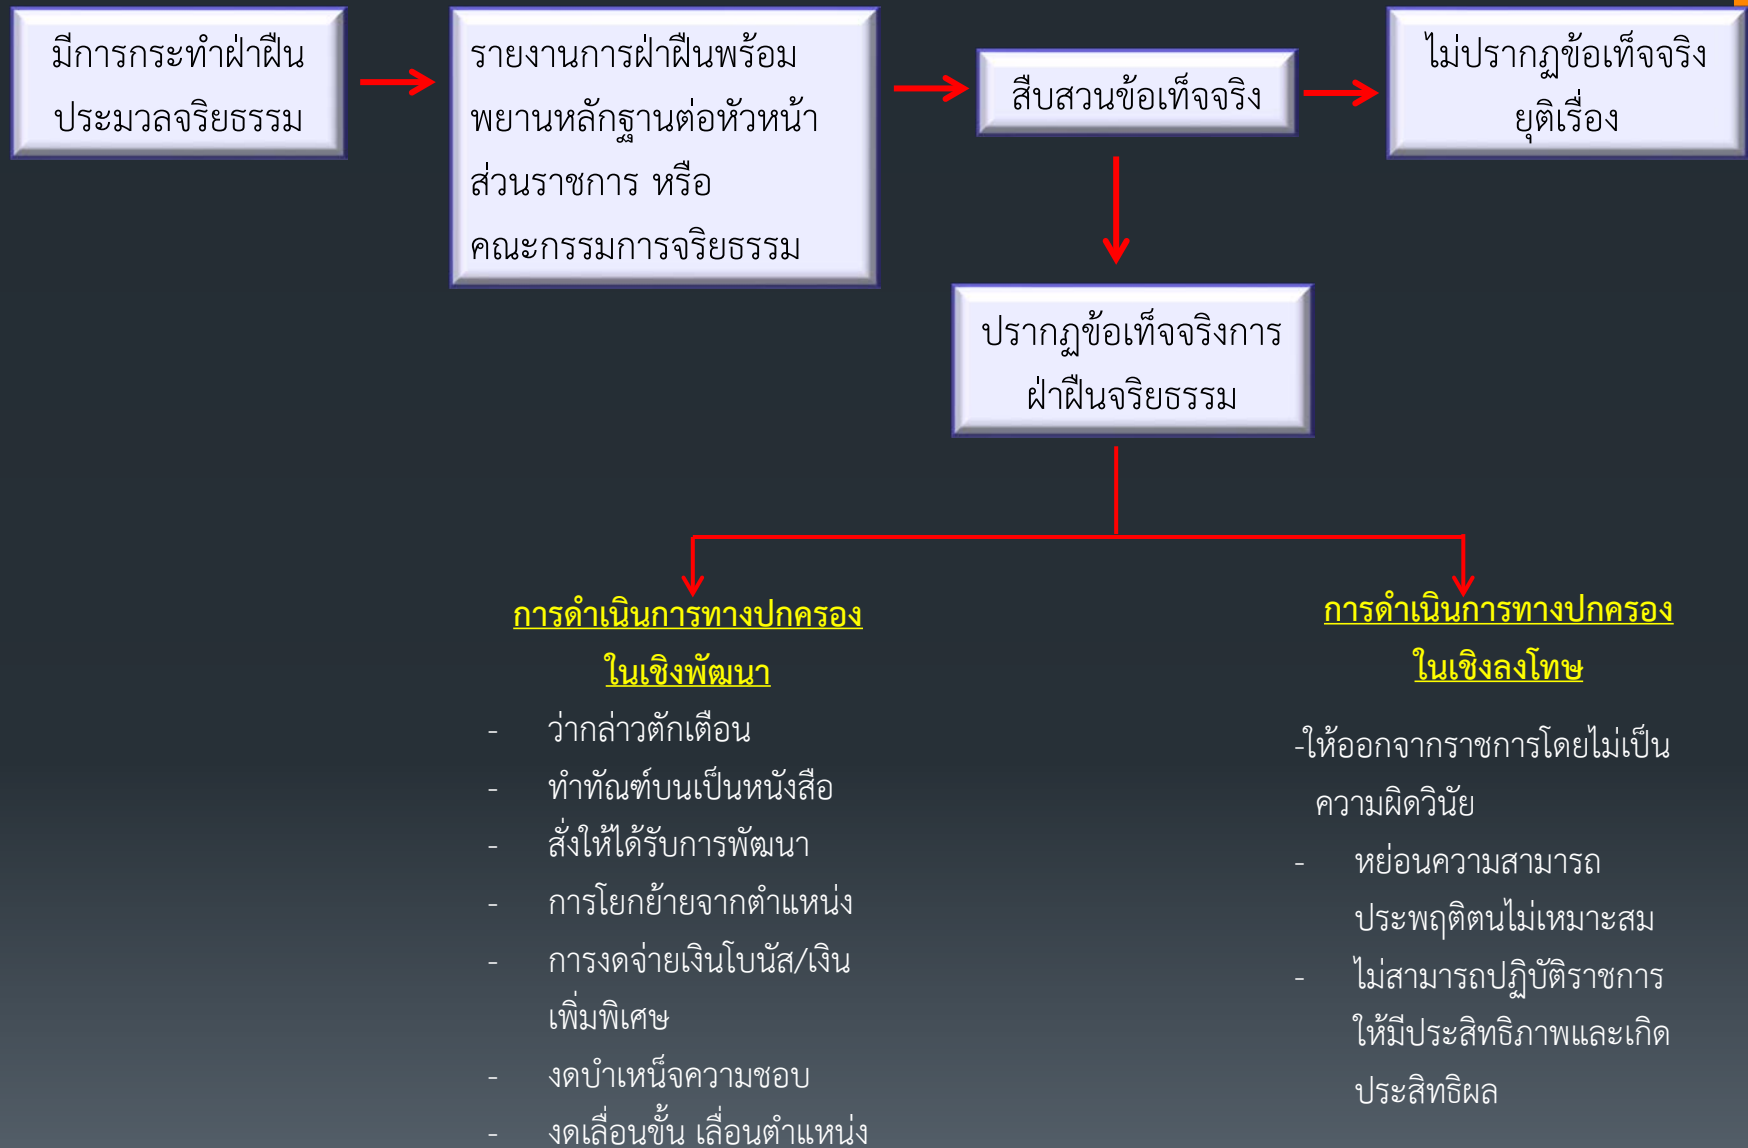 มีการกระทำฝ่าฝืน
ประมวลจริยธรรม
รายงานการฝ่าฝืนพร้อม
พยานหลักฐานต่อหัวหน้า
ส่วนราชการ หรือ
คณะกรรมการจริยธรรม
สืบสวนข้อเท็จจริง
ไม่ปรากฏข้อเท็จจริง
ยุติเรื่อง
ปรากฏข้อเท็จจริงการ
ฝ่าฝืนจริยธรรม
การดำเนินการทางปกครอง
ในเชิงพัฒนา
- ว่ากล่าวตักเตือน
- ทำทัณฑ์บนเป็นหนังสือ
- สั่งให้ได้รับการพัฒนา
- การโยกย้ายจากตำแหน่ง
- การงดจ่ายเงินโบนัส/เงิน
เพิ่มพิเศษ
- งดบำเหน็จความชอบ
- งดเลื่อนขั้น เลื่อนตำแหน่ง
การดำเนินการทางปกครอง
ในเชิงลงโทษ
-ให้ออกจากราชการโดยไม่เป็น
ความผิดวินัย
- หย่อนความสามารถ
ประพฤติตนไม่เหมาะสม
- ไม่สามารถปฏิบัติราชการ
ให้มีประสิทธิภาพและเกิด
ประสิทธิผล